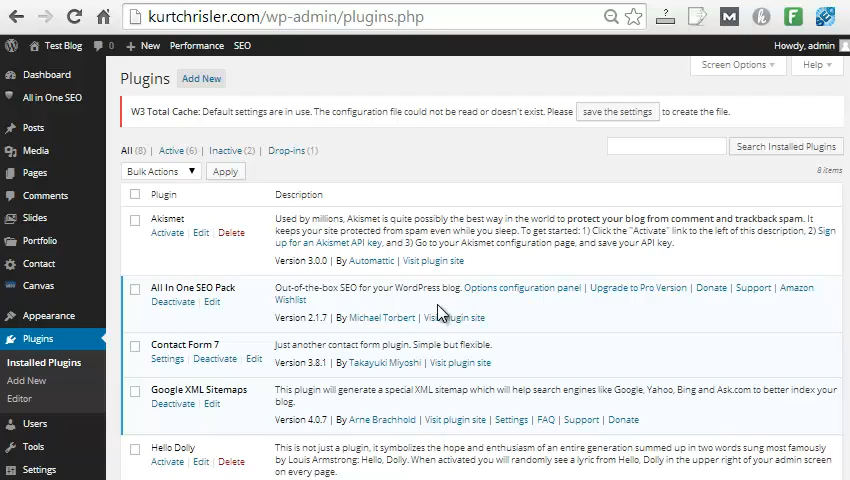 kurtchrisler.com/wp-admin/plugins.php
Test Blog 0 + New Performance SEO Howdy, admin
Screen Options Help
Dashboard
All in One SEO
Posts
Media
Pages
Comments
Slides
Portfolio
Contact
Canvas
Appearance
Plugins
Installed Plugins
Add New
Editor
Users
Tools
Settings
Plugins Add New
W3 Total Cache: Default settings are in use. The configuration file could not be read or doesn't exist. Please save the settings to create the file.
All (8) | Active (6) | Inactive (2) | Drop-ins (1)
Search Installed Plugins
Bulk Actions Apply
8 items
Plugin Description
Akismet
Activate | Edit | Delete
Used by millions, Akismet is quite possibly the best way in the world to protect your blog from comment and trackback spam. It
keeps your site protected from spam even while you sleep. To get started: 1) Click the "Activate" link to the left of this description, 2) Sign
up for an Akismet API key, and 3) Go to your Akismet configuration page, and save your API key.
Version 3.0.0 | By Automattic | Visit plugin site
All In One SEO Pack
Deactivate | Edit
Out-of-the-box SEO for your WordPress blog. Options configuration panel | Upgrade to Pro Version | Donate | Support | Amazon
Wishlist
Version 2.1.7 | By Michael Torbert | Visit plugin site
Contact Form 7
Settings | Deactivate | Edit
Just another contact form plugin. Simple but flexible.
Version 3.8.1 | By Takayuki Miyoshi | Visit plugin site
Google XML Sitemaps
Deactivate | Edit
This plugin will generate a special XML sitemap which will help search engines like Google, Yahoo, Bing and Ask.com to better index your
blog.
Version 4.0.7 | By Arne Brachhold | Visit plugin site | Settings | FAQ | Support | Donate
Hello Dolly
Activate | Edit | Delete
This is not just a plugin, it symbolizes the hope and enthusiasm of an entire generation summed up in two words sung most famously
by Louis Armstrong: Hello, Dolly. When activated you will randomly see a lyric from Hello, Dolly in the upper right of your admin screen
on every page.